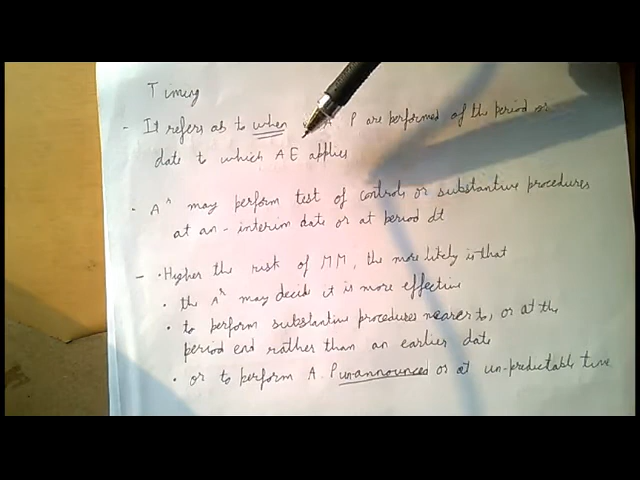 Timing
- It refers as to when A P are performed of the period or
date to which A E applies
- Aʳ may perform test of controls or substantive procedures
at an - interim date or at period dt
- · Higher the risk of MM, the more likely is that
· the Aʳ may decide it is more effective
· to perform substantive procedures nearer to, or at the
period end rather than an earlier date
· or to perform A. P unannounced or at un-predictable time